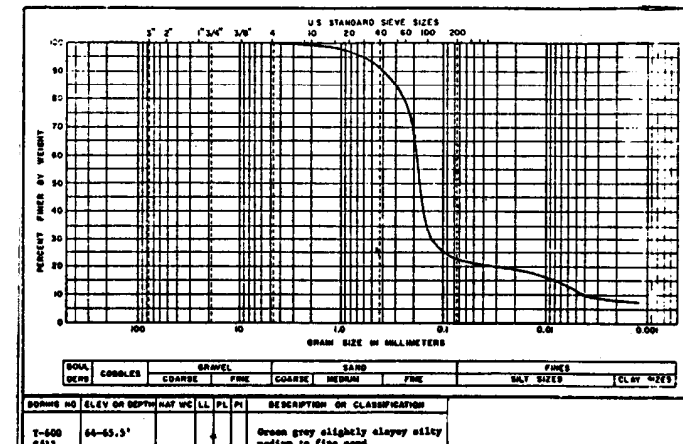 U.S STANDARD SIEVE SIZES
3" 2" 1" 3/4" 3/8" 4 10 20 40 60 100 200
PERCENT FINER BY WEIGHT
100
80
70
60
50
40
30
20
10
0
100 10 1.0 0.1 0.01 0.001
GRAIN SIZE IN MILLIMETERS
BOULDERS COBBLES GRAVEL SAND FINES
COARSE FINE COARSE MEDIUM FINE SILT SIZES CLAY SIZES
BORING NO ELEV OR DEPTH NAT WC LL PL PI DESCRIPTION OR CLASSIFICATION
T-600 64-65.5' Green grey slightly clayey silty
medium to fine sand